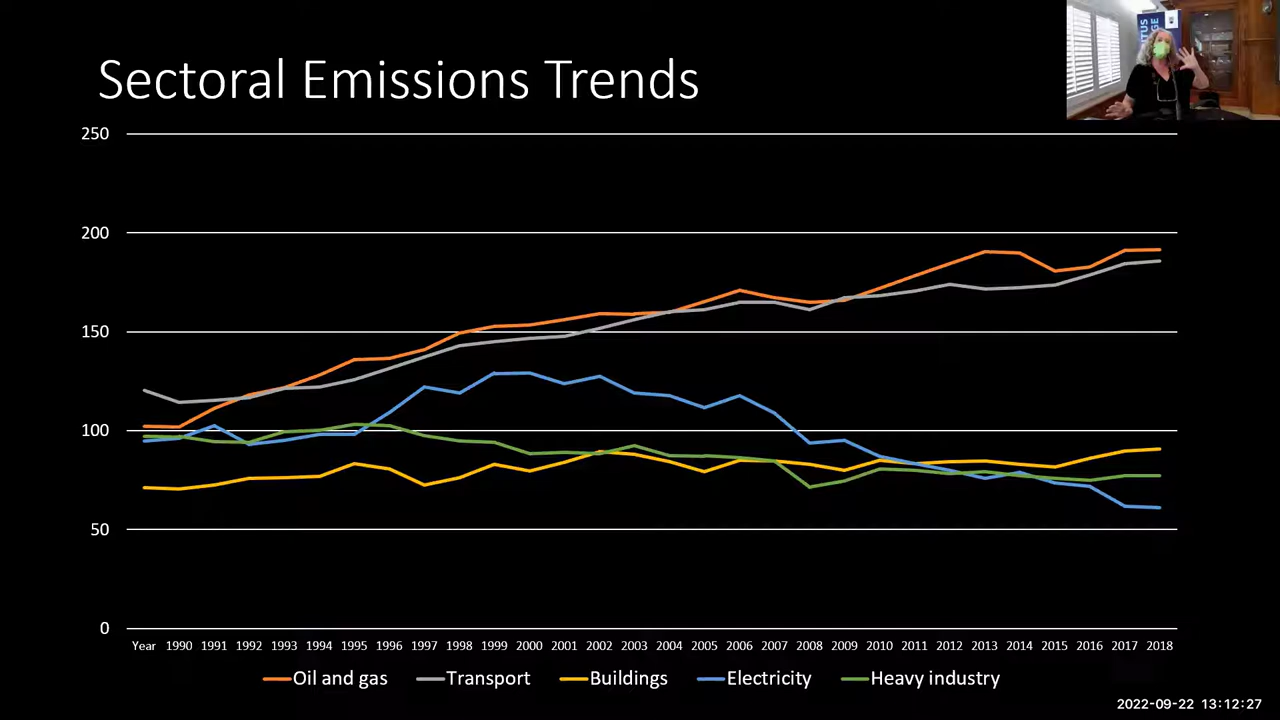 Sectoral Emissions Trends
250
200
150
100
50
0
Year 1990 1991 1992 1993 1994 1995 1996 1997 1998 1999 2000 2001 2002 2003 2004 2005 2006 2007 2008 2009 2010 2011 2012 2013 2014 2015 2016 2017 2018
Oil and gas Transport Buildings Electricity Heavy industry
2022-09-22 13:12:27